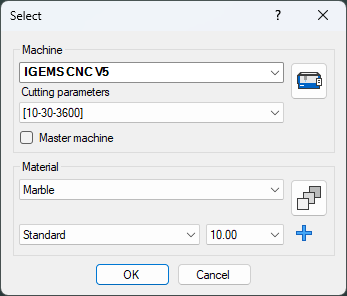 Select
?
Machine
IGEMS CNC V5
Cutting parameters
[10-30-3600]
Master machine
Material
Marble
Standard 10.00
OK Cancel